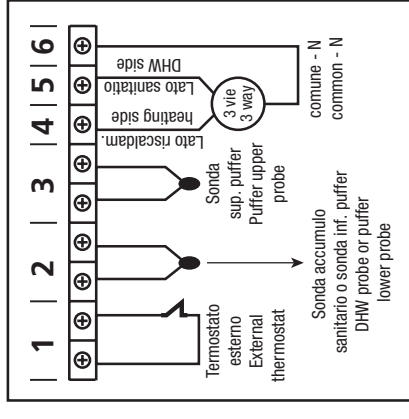 1 2 3 4 5 6
Termostato
esterno
External
thermostat
Sonda accumulo
sanitario o sonda inf. puffer
DHW probe or puffer
lower probe
Sonda
sup. puffer
Puffer upper
probe
Lato riscaldam.
heating side
Lato sanitatio
DHW side
3 vie
3 way
comune - N
common - N